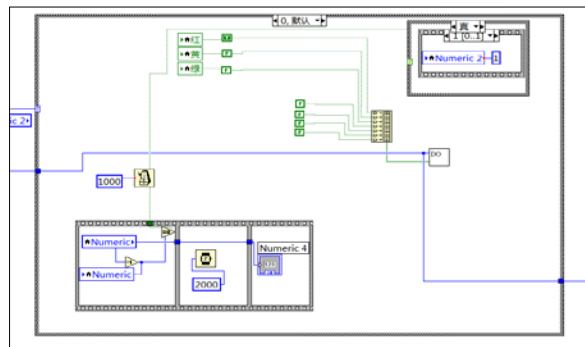 0, 默认
真
1 [0..1]
Numeric 2
1
红
黄
绿
F
F
F
F
F
F
ic 2
DO
1000
Numeric
Numeric
2000
Numeric 4